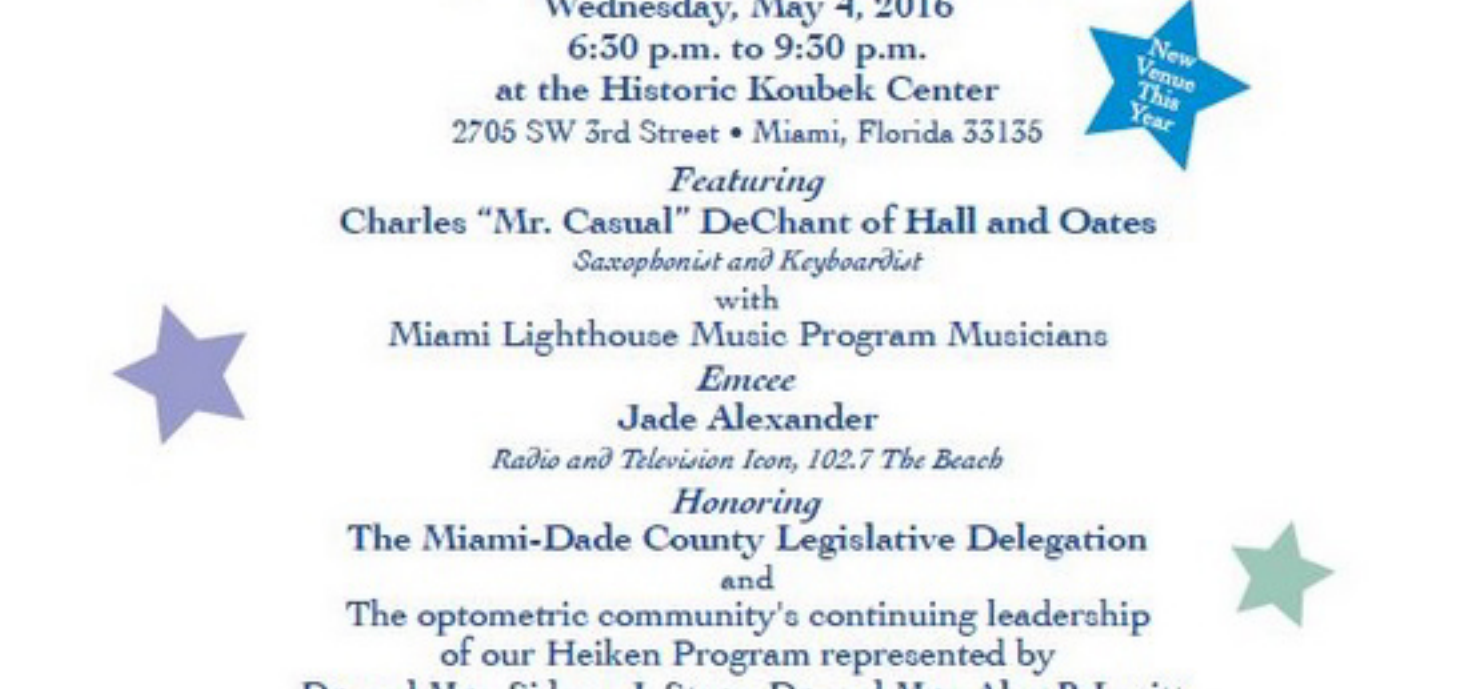 Wednesday, May 4, 2016
6:30 p.m. to 9:30 p.m.
at the Historic Koubek Center
2705 SW 3rd Street • Miami, Florida 33135
New
Venue
This
Year
Featuring
Charles “Mr. Casual” DeChant of Hall and Oates
Saxophonist and Keyboardist
with
Miami Lighthouse Music Program Musicians
Emcee
Jade Alexander
Radio and Television Icon, 102.7 The Beach
Honoring
The Miami-Dade County Legislative Delegation
and
The optometric community's continuing leadership
of our Heiken Program represented by